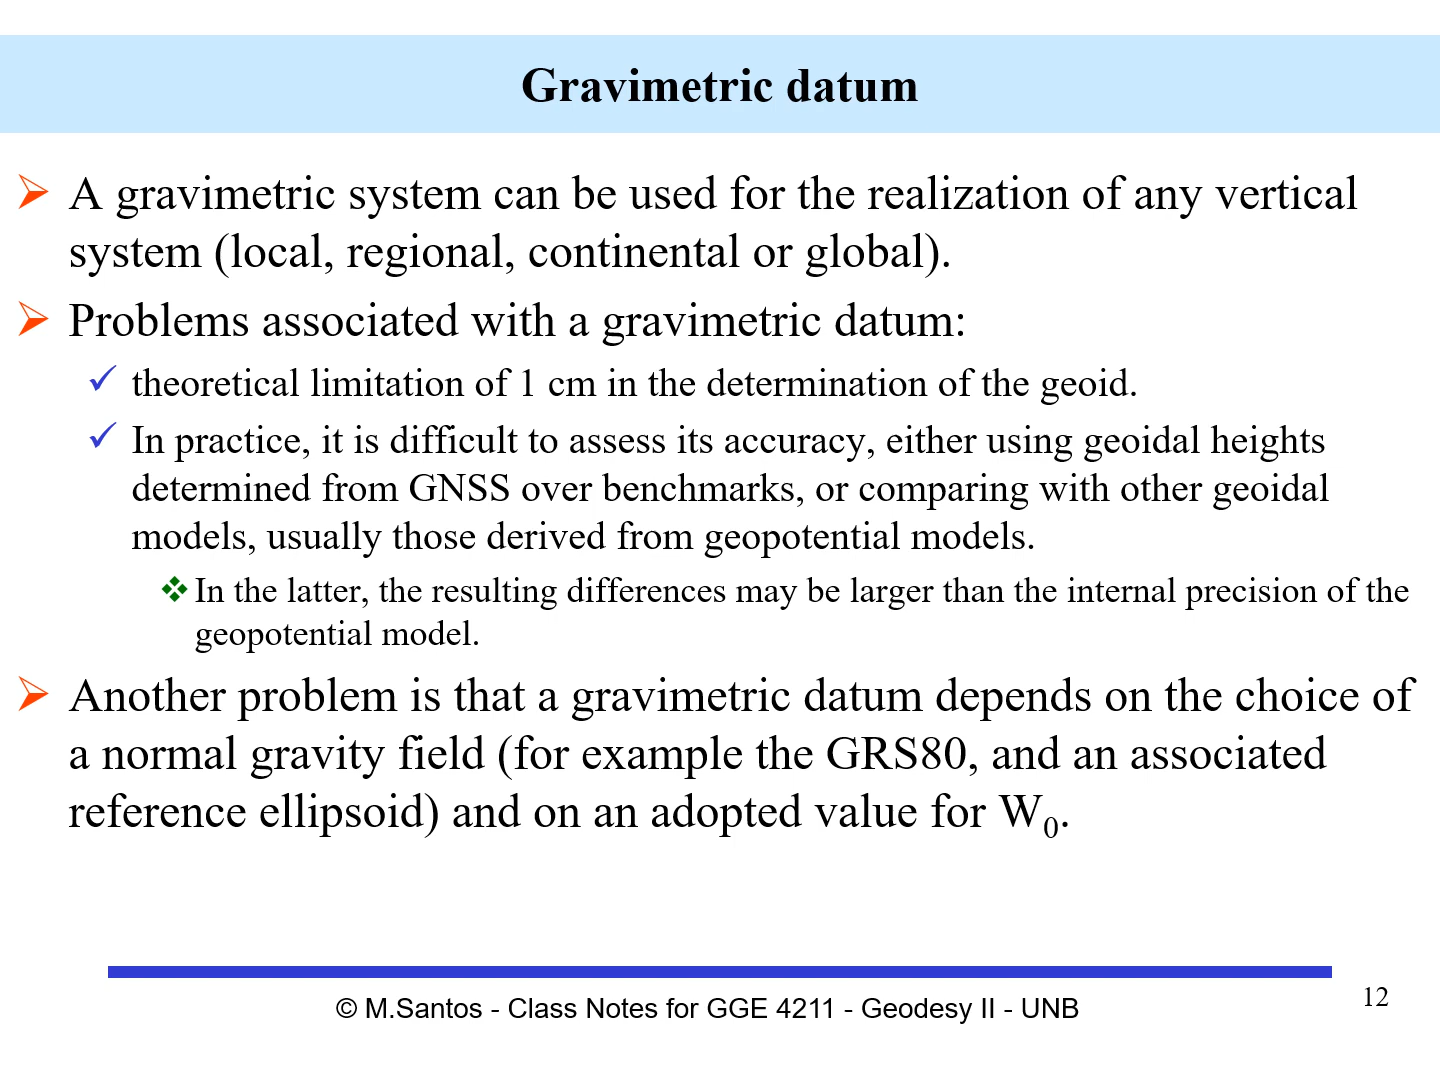 Gravimetric datum
A gravimetric system can be used for the realization of any vertical
system (local, regional, continental or global).
Problems associated with a gravimetric datum:
theoretical limitation of 1 cm in the determination of the geoid.
In practice, it is difficult to assess its accuracy, either using geoidal heights
determined from GNSS over benchmarks, or comparing with other geoidal
models, usually those derived from geopotential models.
In the latter, the resulting differences may be larger than the internal precision of the
geopotential model.
Another problem is that a gravimetric datum depends on the choice of
a normal gravity field (for example the GRS80, and an associated
reference ellipsoid) and on an adopted value for W₀.
© M.Santos - Class Notes for GGE 4211 - Geodesy II - UNB
12